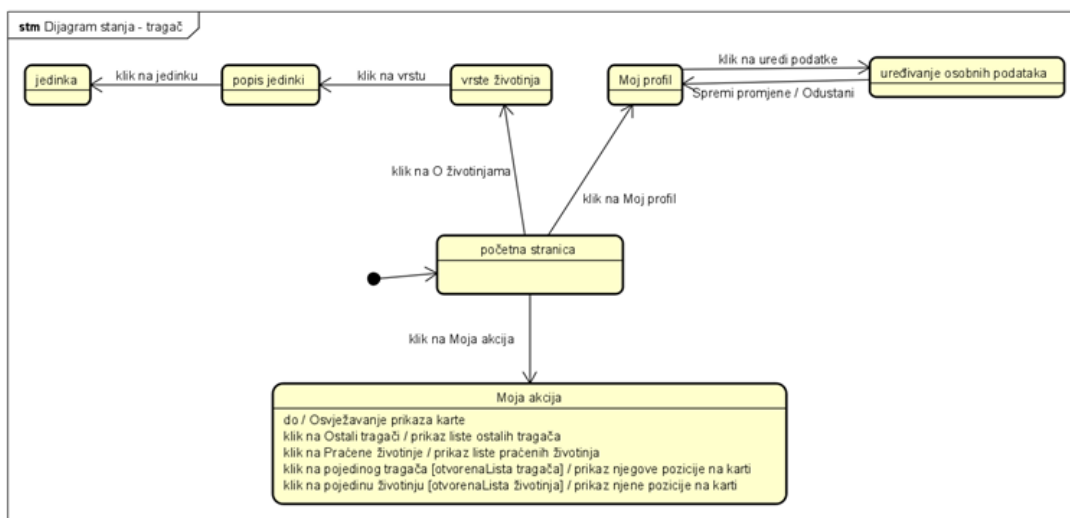 stm Dijagram stanja - tragač
jedinka
klik na jedinku
popis jedinki
klik na vrstu
vrste životinja
Moj profil
klik na uredi podatke
uređivanje osobnih podataka
Spremi promjene / Odustani
klik na O životinjama
klik na Moj profil
početna stranica
klik na Moja akcija
Moja akcija
do / Osvježavanje prikaza karte
klik na Ostali tragači / prikaz liste ostalih tragača
klik na Praćene životinje / prikaz liste praćenih životinja
klik na pojedinog tragača [otvorenaLista tragača] / prikaz njegove pozicije na karti
klik na pojedinu životinju [otvorenaLista životinja] / prikaz njene pozicije na karti